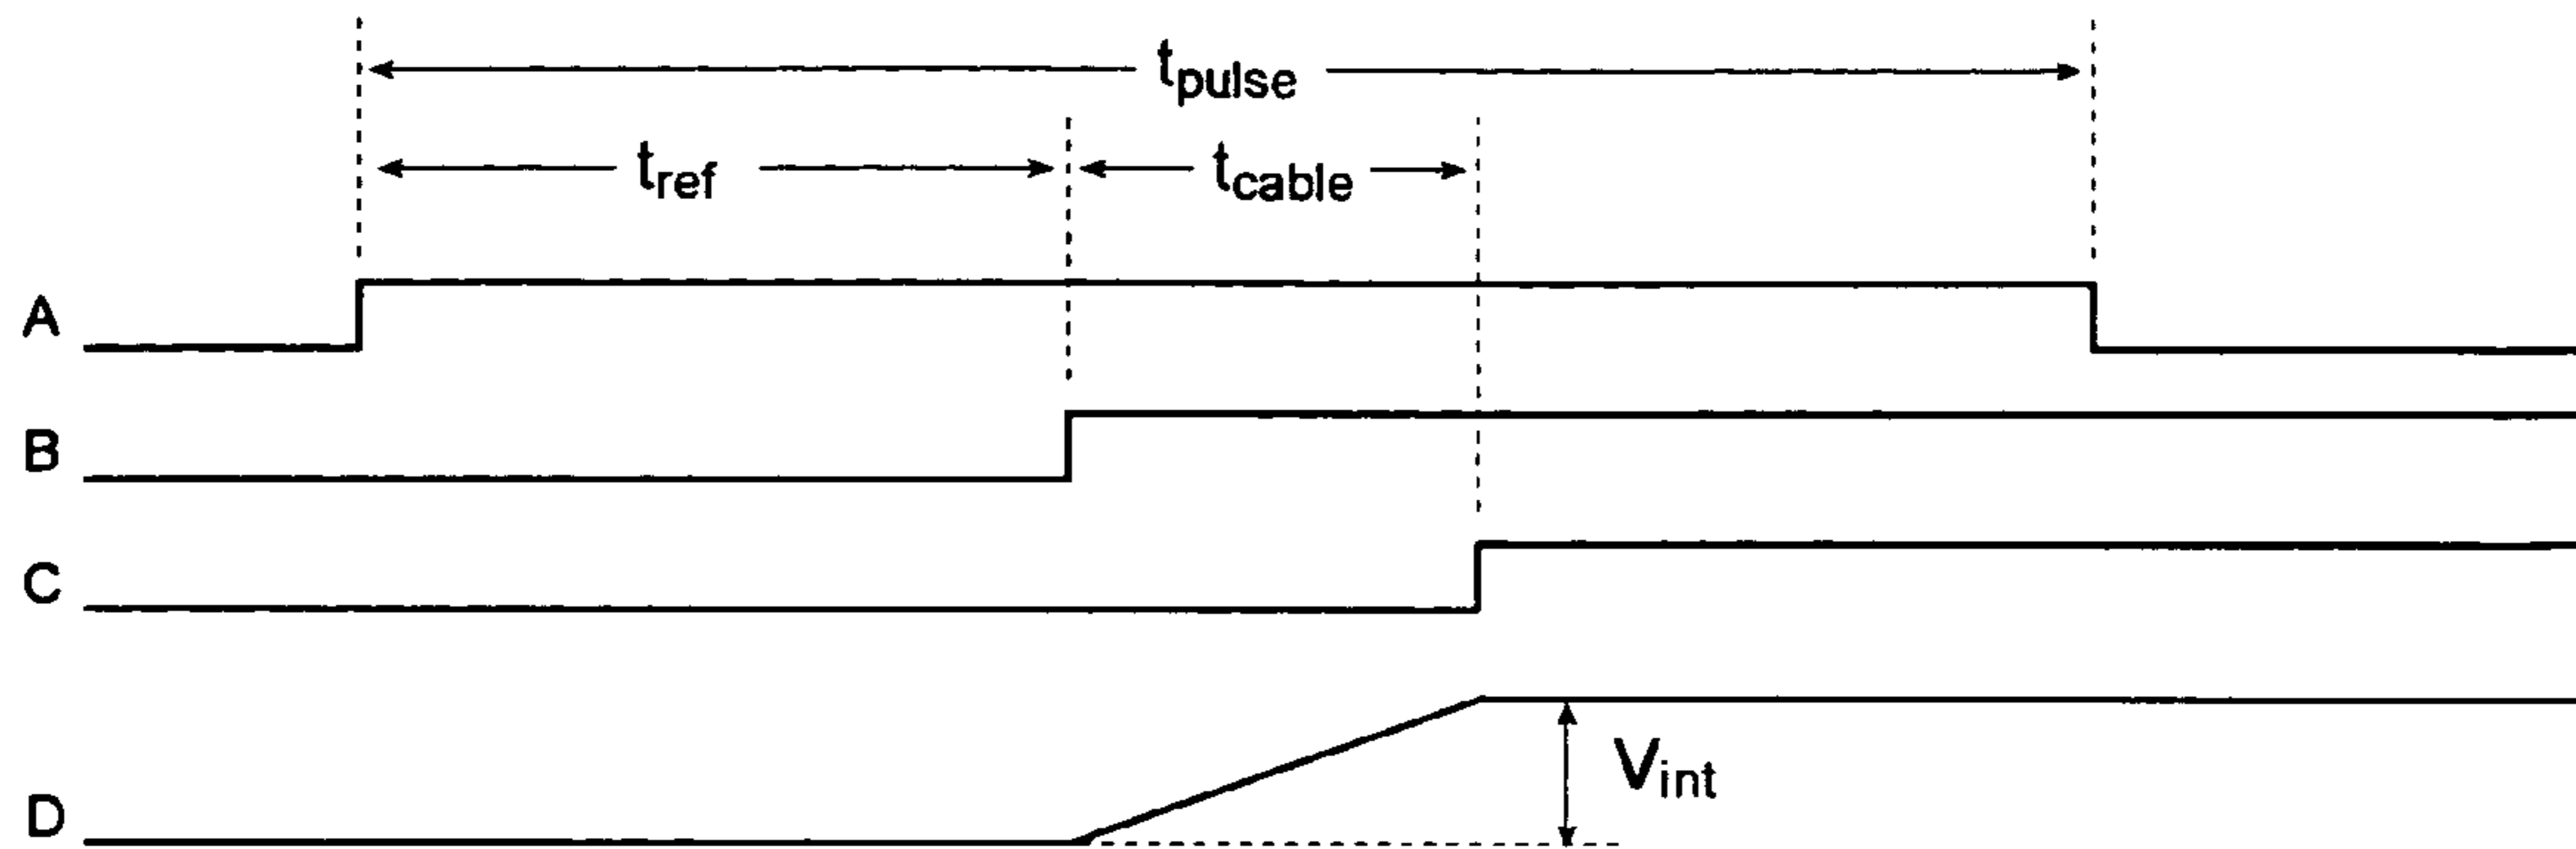 tpulse
tref
tcable
A
B
C
Vint
D